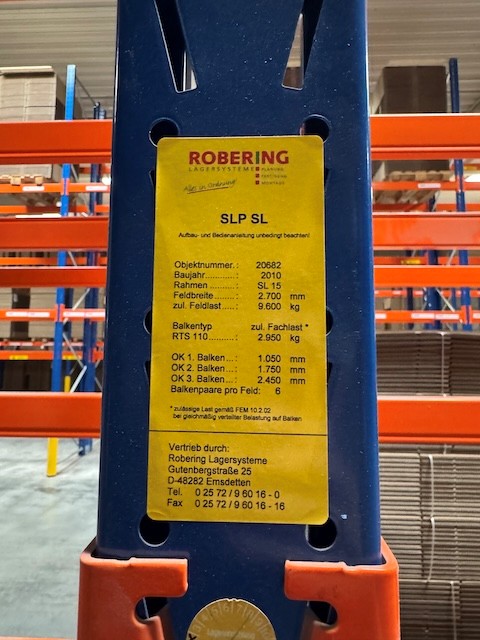 ROBERING
LAGERSYSTEME
PLANUNG
FERTIGUNG
MONTAGE
SLP SL
Aufbau- und Bedienanleitung unbedingt beachten!
Objektnummer. : 20682
Baujahr.......... : 2010
Rahmen ......... : SL 15
Feldbreite....... : 2.700 mm
zul. Feldlast.... : 9.600 kg
Balkentyp zul. Fachlast *
RTS 110.......... : 2.950 kg
OK 1. Balken... : 1.050 mm
OK 2. Balken... : 1.750 mm
OK 3. Balken... : 2.450 mm
Balkenpaare pro Feld: 6
* zulässige Last gemäß FEM 10.2.02
bei gleichmäßig verteilter Belastung auf Balken
Vertrieb durch:
Robering Lagersysteme
Gutenbergstraße 25
D-48282 Emsdetten
Tel. 0 25 72 / 9 60 16 - 0
Fax 0 25 72 / 9 60 16 - 16